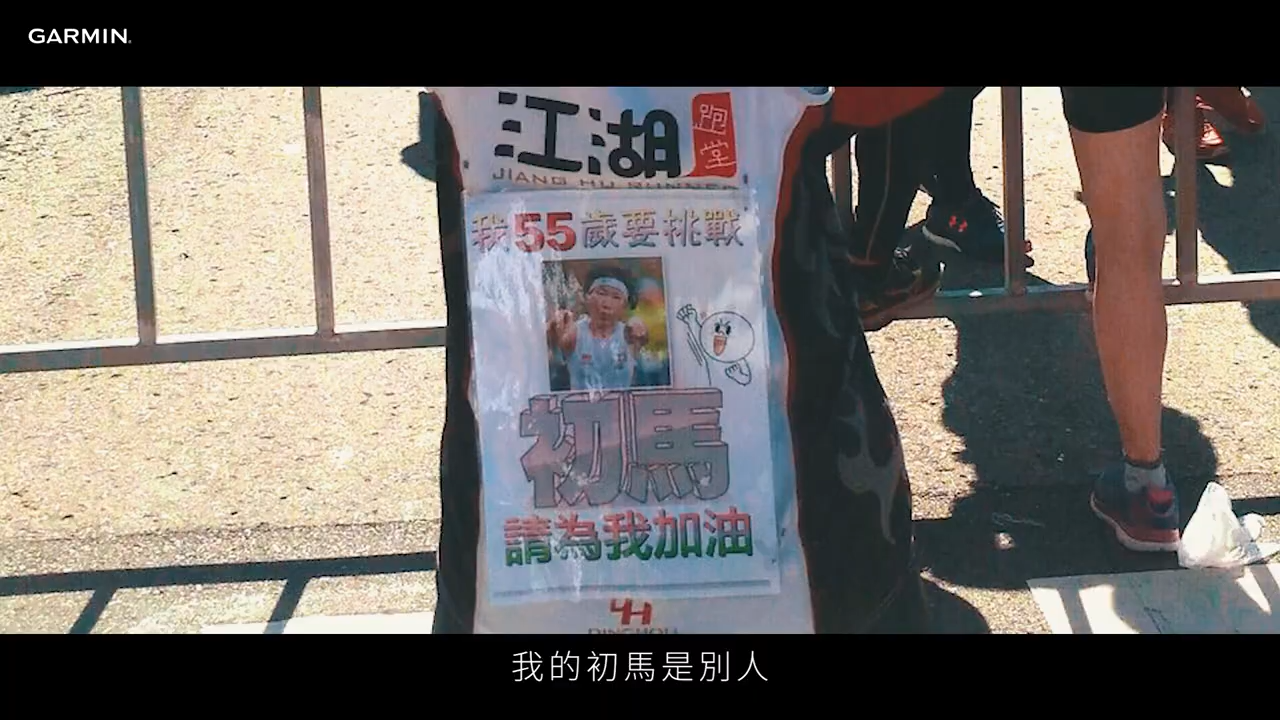 GARMIN
江湖 跑堂
JIANG HU RUNNER
我55歲要挑戰
初馬
請為我加油
我的初馬是別人